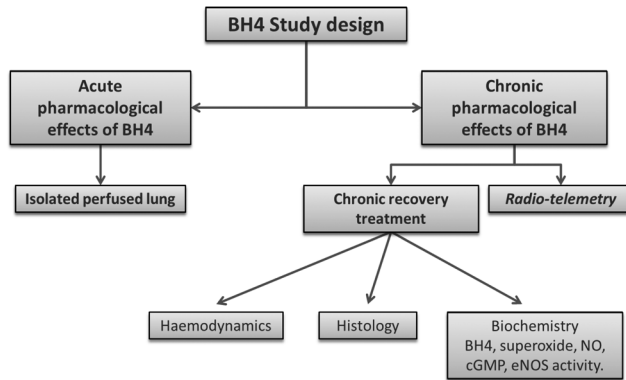 BH4 Study design
Acute
pharmacological
effects of BH4
Chronic
pharmacological
effects of BH4
Isolated perfused lung
Chronic recovery
treatment
Radio-telemetry
Haemodynamics
Histology
Biochemistry
BH4, superoxide, NO,
cGMP, eNOS activity.